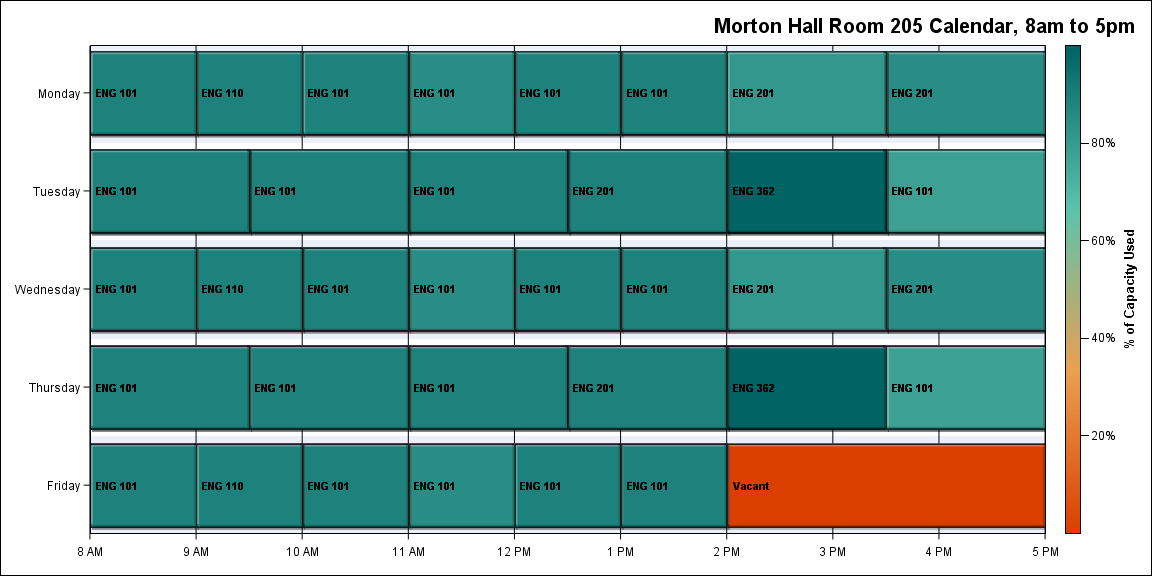 Morton Hall Room 205 Calendar, 8am to 5pm
Monday ENG 101 ENG 110 ENG 101 ENG 101 ENG 101 ENG 101 ENG 201 ENG 201
Tuesday ENG 101 ENG 101 ENG 101 ENG 201 ENG 362 ENG 101
Wednesday ENG 101 ENG 110 ENG 101 ENG 101 ENG 101 ENG 101 ENG 201 ENG 201
Thursday ENG 101 ENG 101 ENG 101 ENG 201 ENG 362 ENG 101
Friday ENG 101 ENG 110 ENG 101 ENG 101 ENG 101 ENG 101 Vacant
8 AM 9 AM 10 AM 11 AM 12 PM 1 PM 2 PM 3 PM 4 PM 5 PM
80%
60%
40%
20%
% of Capacity Used